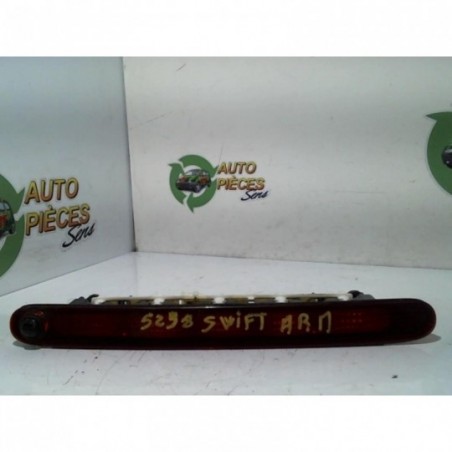 AUTO
PIÈCES
Sens
AUTO
PIÈCES
Sens
5298 SWIFT ARM